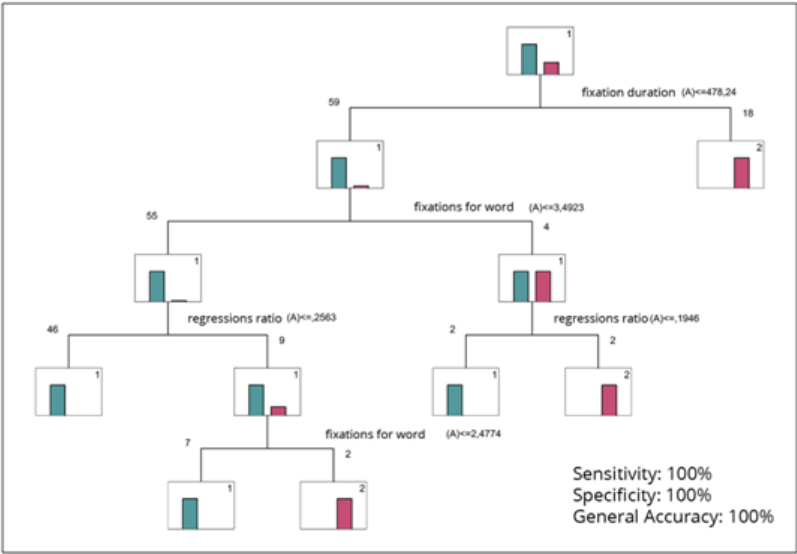 1
fixation duration (A)<=478,24
59
18
1
2
fixations for word (A)<=3,4923
55
4
1
1
regressions ratio (A)<=,2563
regressions ratio (A)<=,1946
46
9
2
2
1
1
1
2
fixations for word (A)<=2,4774
7
2
1
2
Sensitivity: 100%
Specificity: 100%
General Accuracy: 100%